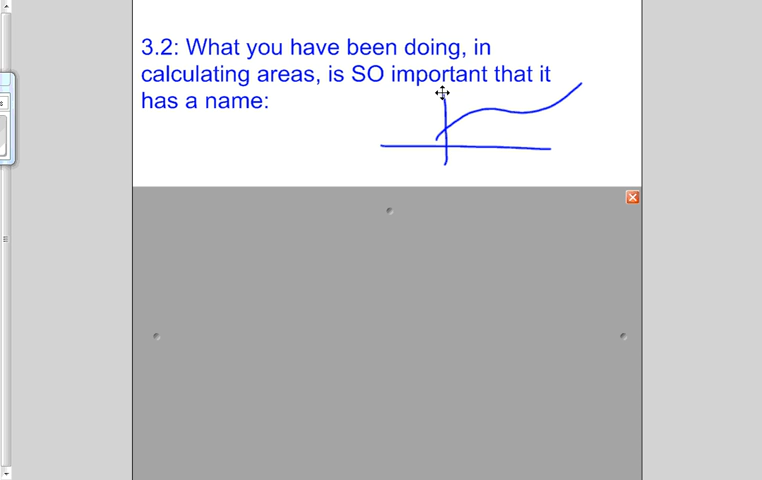 3.2: What you have been doing, in
calculating areas, is SO important that it
has a name: